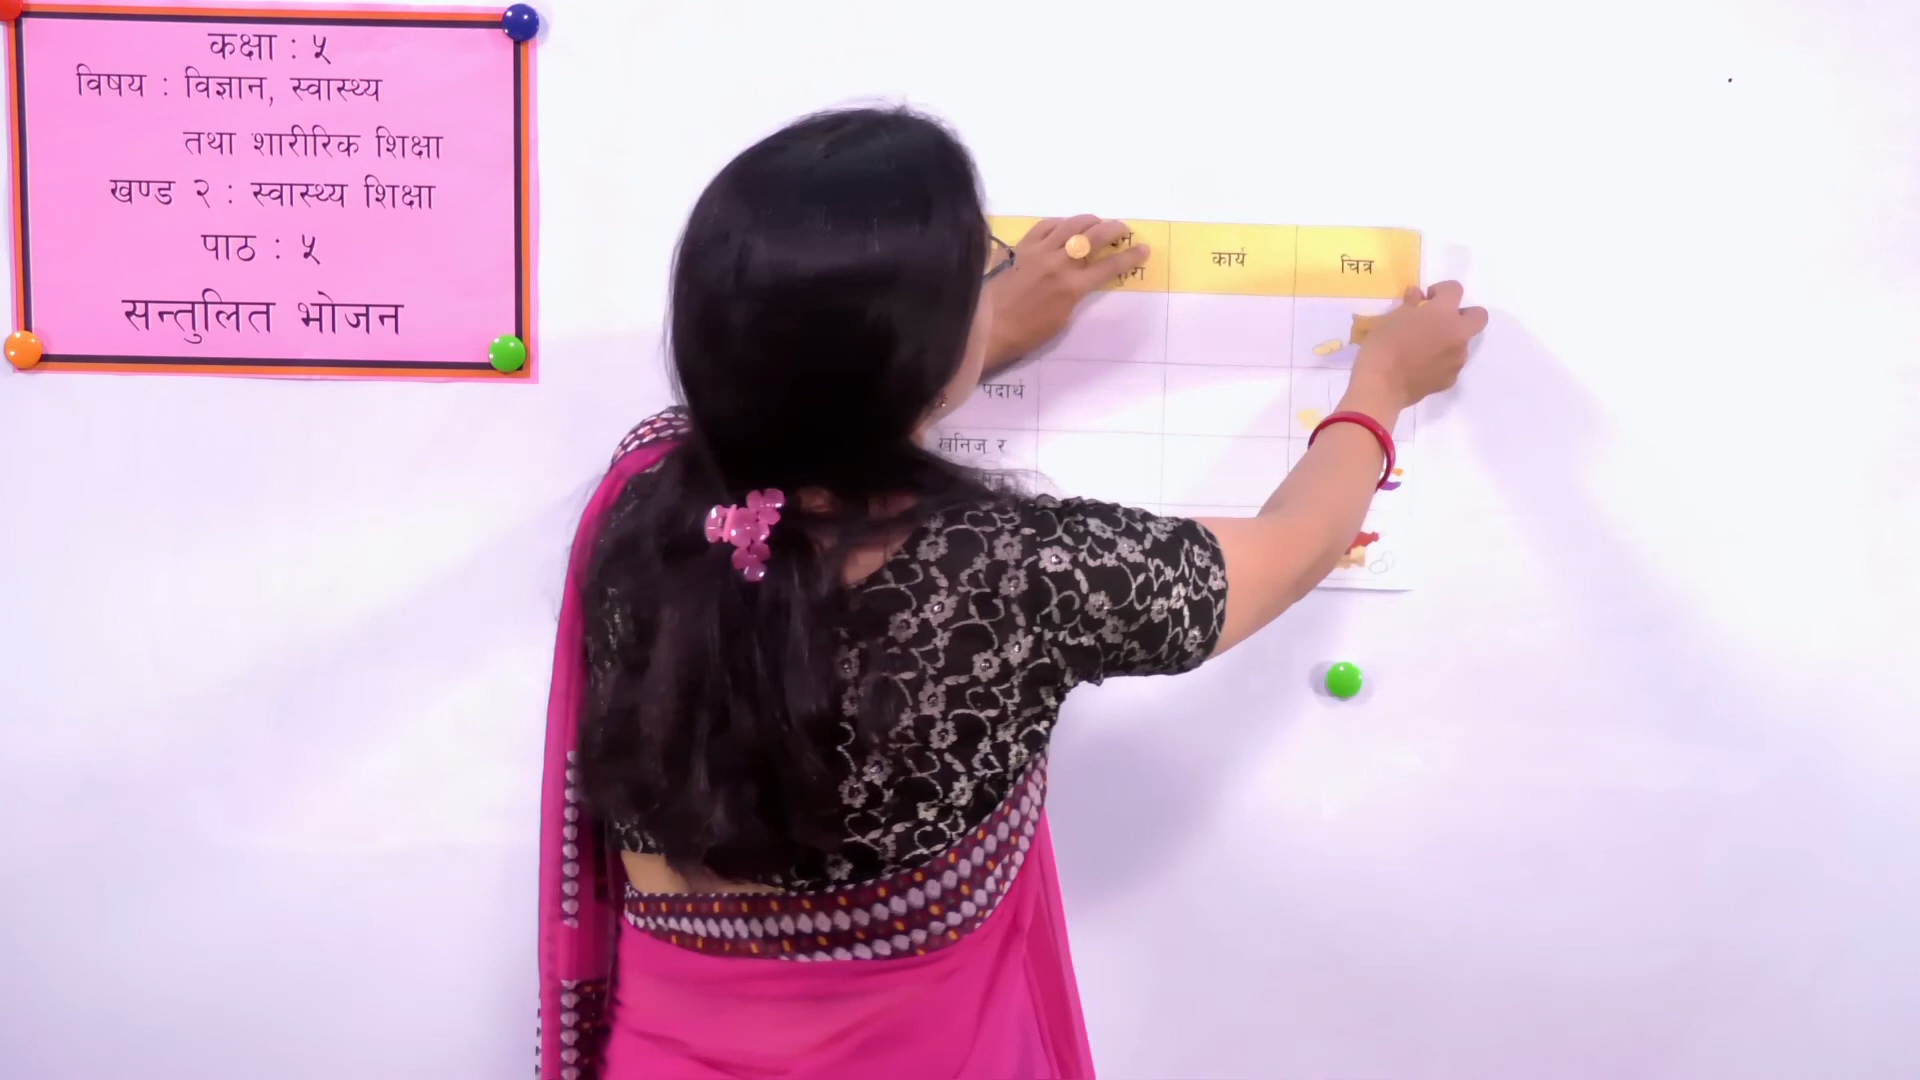 कक्षा : ५
विषय : विज्ञान, स्वास्थ्य
तथा शारीरिक शिक्षा
खण्ड २ : स्वास्थ्य शिक्षा
पाठ : ५
सन्तुलित भोजन
कार्य
चित्र
पदार्थ
खनिज र